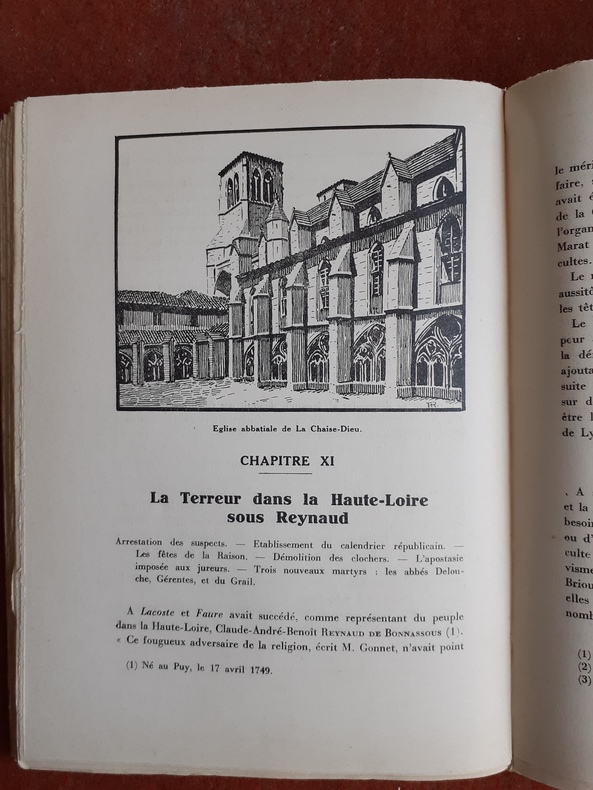 Eglise abbatiale de La Chaise-Dieu.
CHAPITRE XI
La Terreur dans la Haute-Loire
sous Reynaud
Arrestation des suspects. — Etablissement du calendrier républicain. —
Les fêtes de la Raison. — Démolition des clochers. — L'apostasie
imposée aux jureurs. — Trois nouveaux martyrs : les abbés Delou-
che, Gérentes, et du Grail.
A Lacoste et Faure avait succédé, comme représentant du peuple
dans la Haute-Loire, Claude-André-Benoît REYNAUD DE BONNASSOUS (1).
« Ce fougueux adversaire de la religion, écrit M. Gonnet, n'avait point
(1) Né au Puy, le 17 avril 1749.
le méri
faire,
avait é
de la
l'organ
Marat
cultes.
Le
aussitô
les têt
Le
pour
la dé
ajouta
suite
sur d
être l
de Ly
. A
et la
besoin
ou d'
culte
visme
Briou
elles
nomb
(1)
(2)
(3)